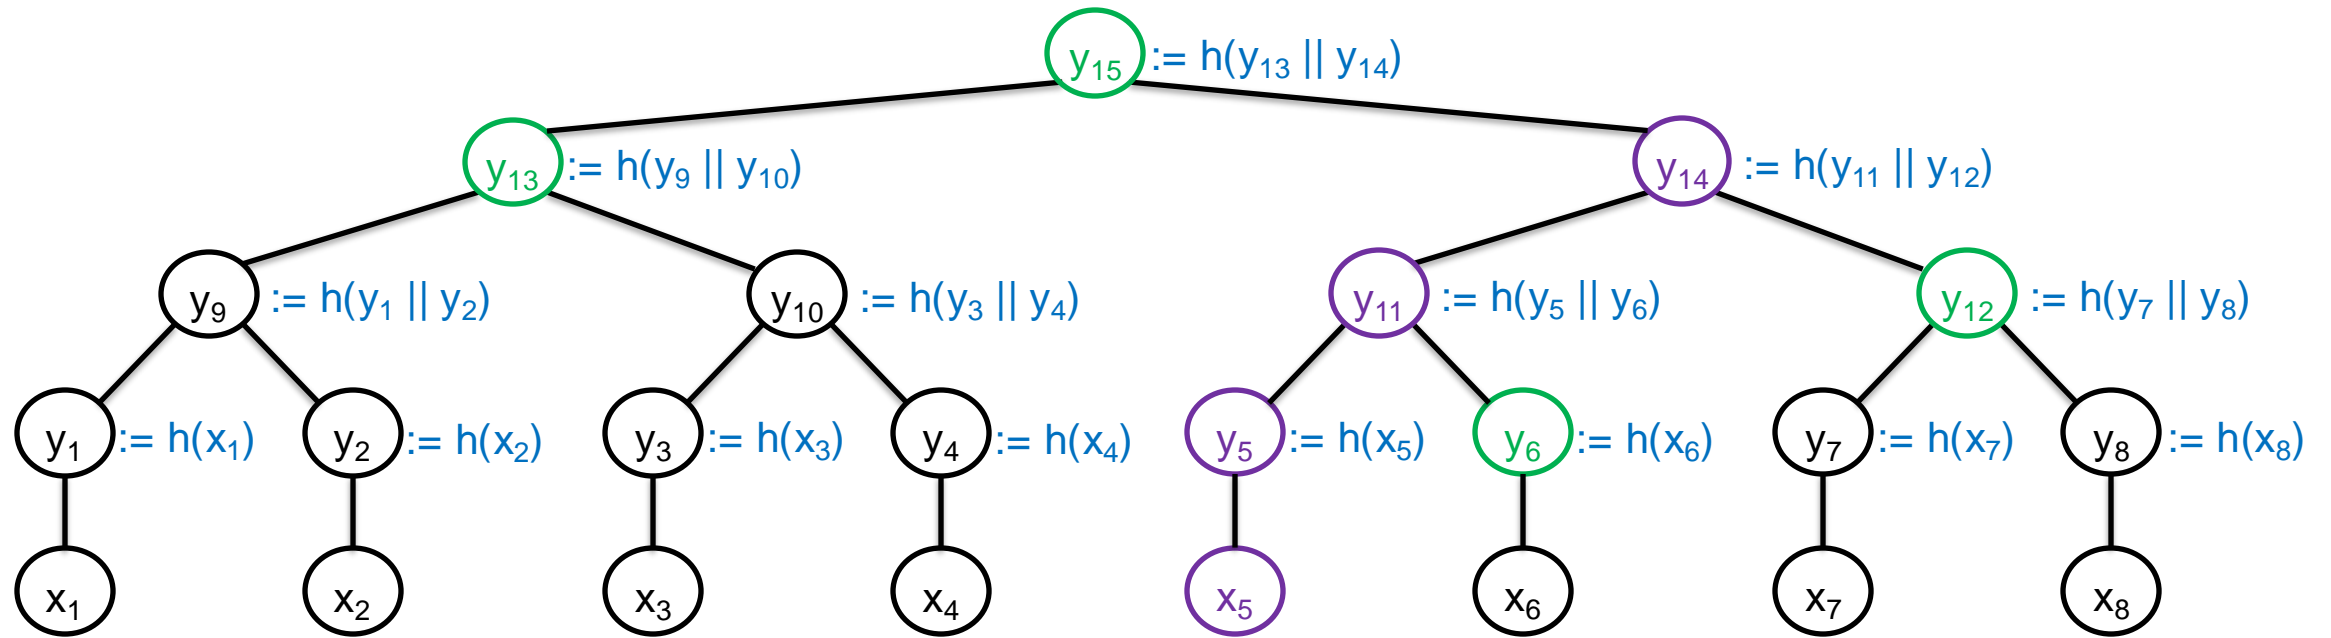 y₁₅ := h(y₁₃ || y₁₄)
y₁₃ := h(y₉ || y₁₀) y₁₄ := h(y₁₁ || y₁₂)
y₉ := h(y₁ || y₂) y₁₀ := h(y₃ || y₄) y₁₁ := h(y₅ || y₆) y₁₂ := h(y₇ || y₈)
y₁ := h(x₁) y₂ := h(x₂) y₃ := h(x₃) y₄ := h(x₄) y₅ := h(x₅) y₆ := h(x₆) y₇ := h(x₇) y₈ := h(x₈)
x₁ x₂ x₃ x₄ x₅ x₆ x₇ x₈